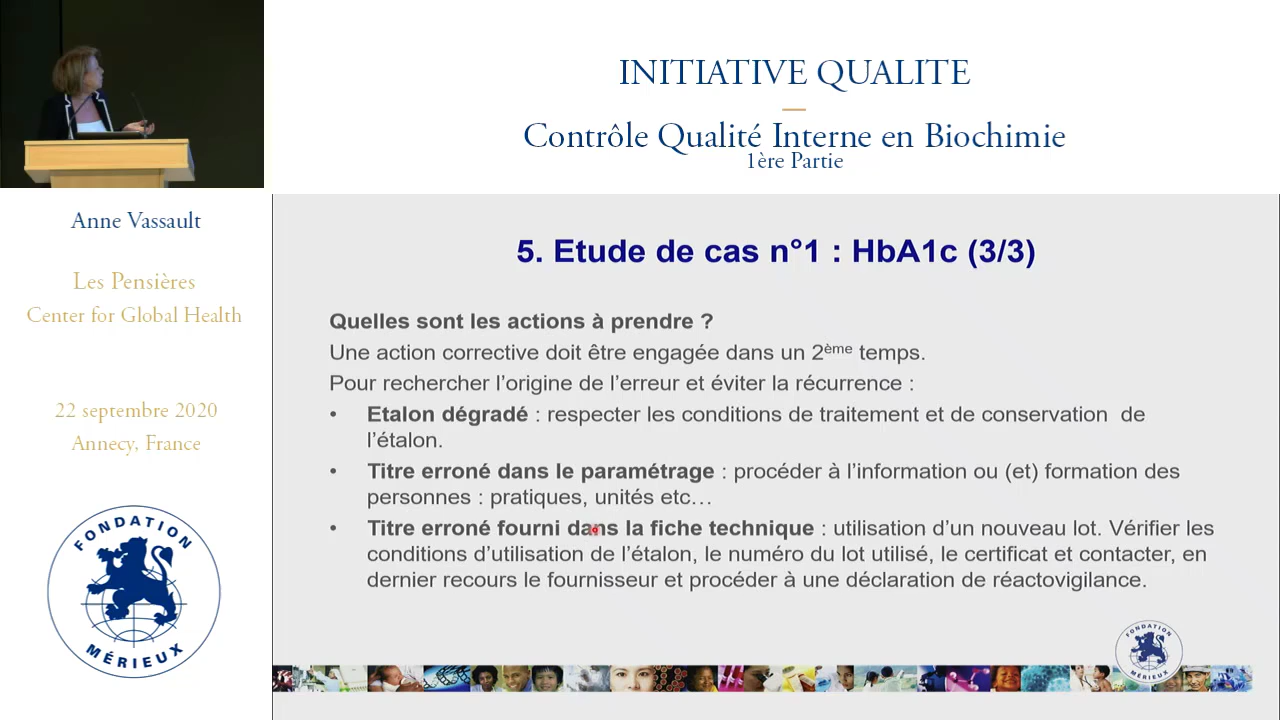 INITIATIVE QUALITE
Contrôle Qualité Interne en Biochimie
1ère Partie
Anne Vassault
Les Pensières
Center for Global Health
22 septembre 2020
Annecy, France
FONDATION
MÉRIEUX
5. Etude de cas n°1 : HbA1c (3/3)
Quelles sont les actions à prendre ?
Une action corrective doit être engagée dans un 2ème temps.
Pour rechercher l'origine de l'erreur et éviter la récurrence :
• Etalon dégradé : respecter les conditions de traitement et de conservation de
l'étalon.
• Titre erroné dans le paramétrage : procéder à l'information ou (et) formation des
personnes : pratiques, unités etc…
• Titre erroné fourni dans la fiche technique : utilisation d'un nouveau lot. Vérifier les
conditions d'utilisation de l'étalon, le numéro du lot utilisé, le certificat et contacter, en
dernier recours le fournisseur et procéder à une déclaration de réactovigilance.
FONDATION
MÉRIEUX